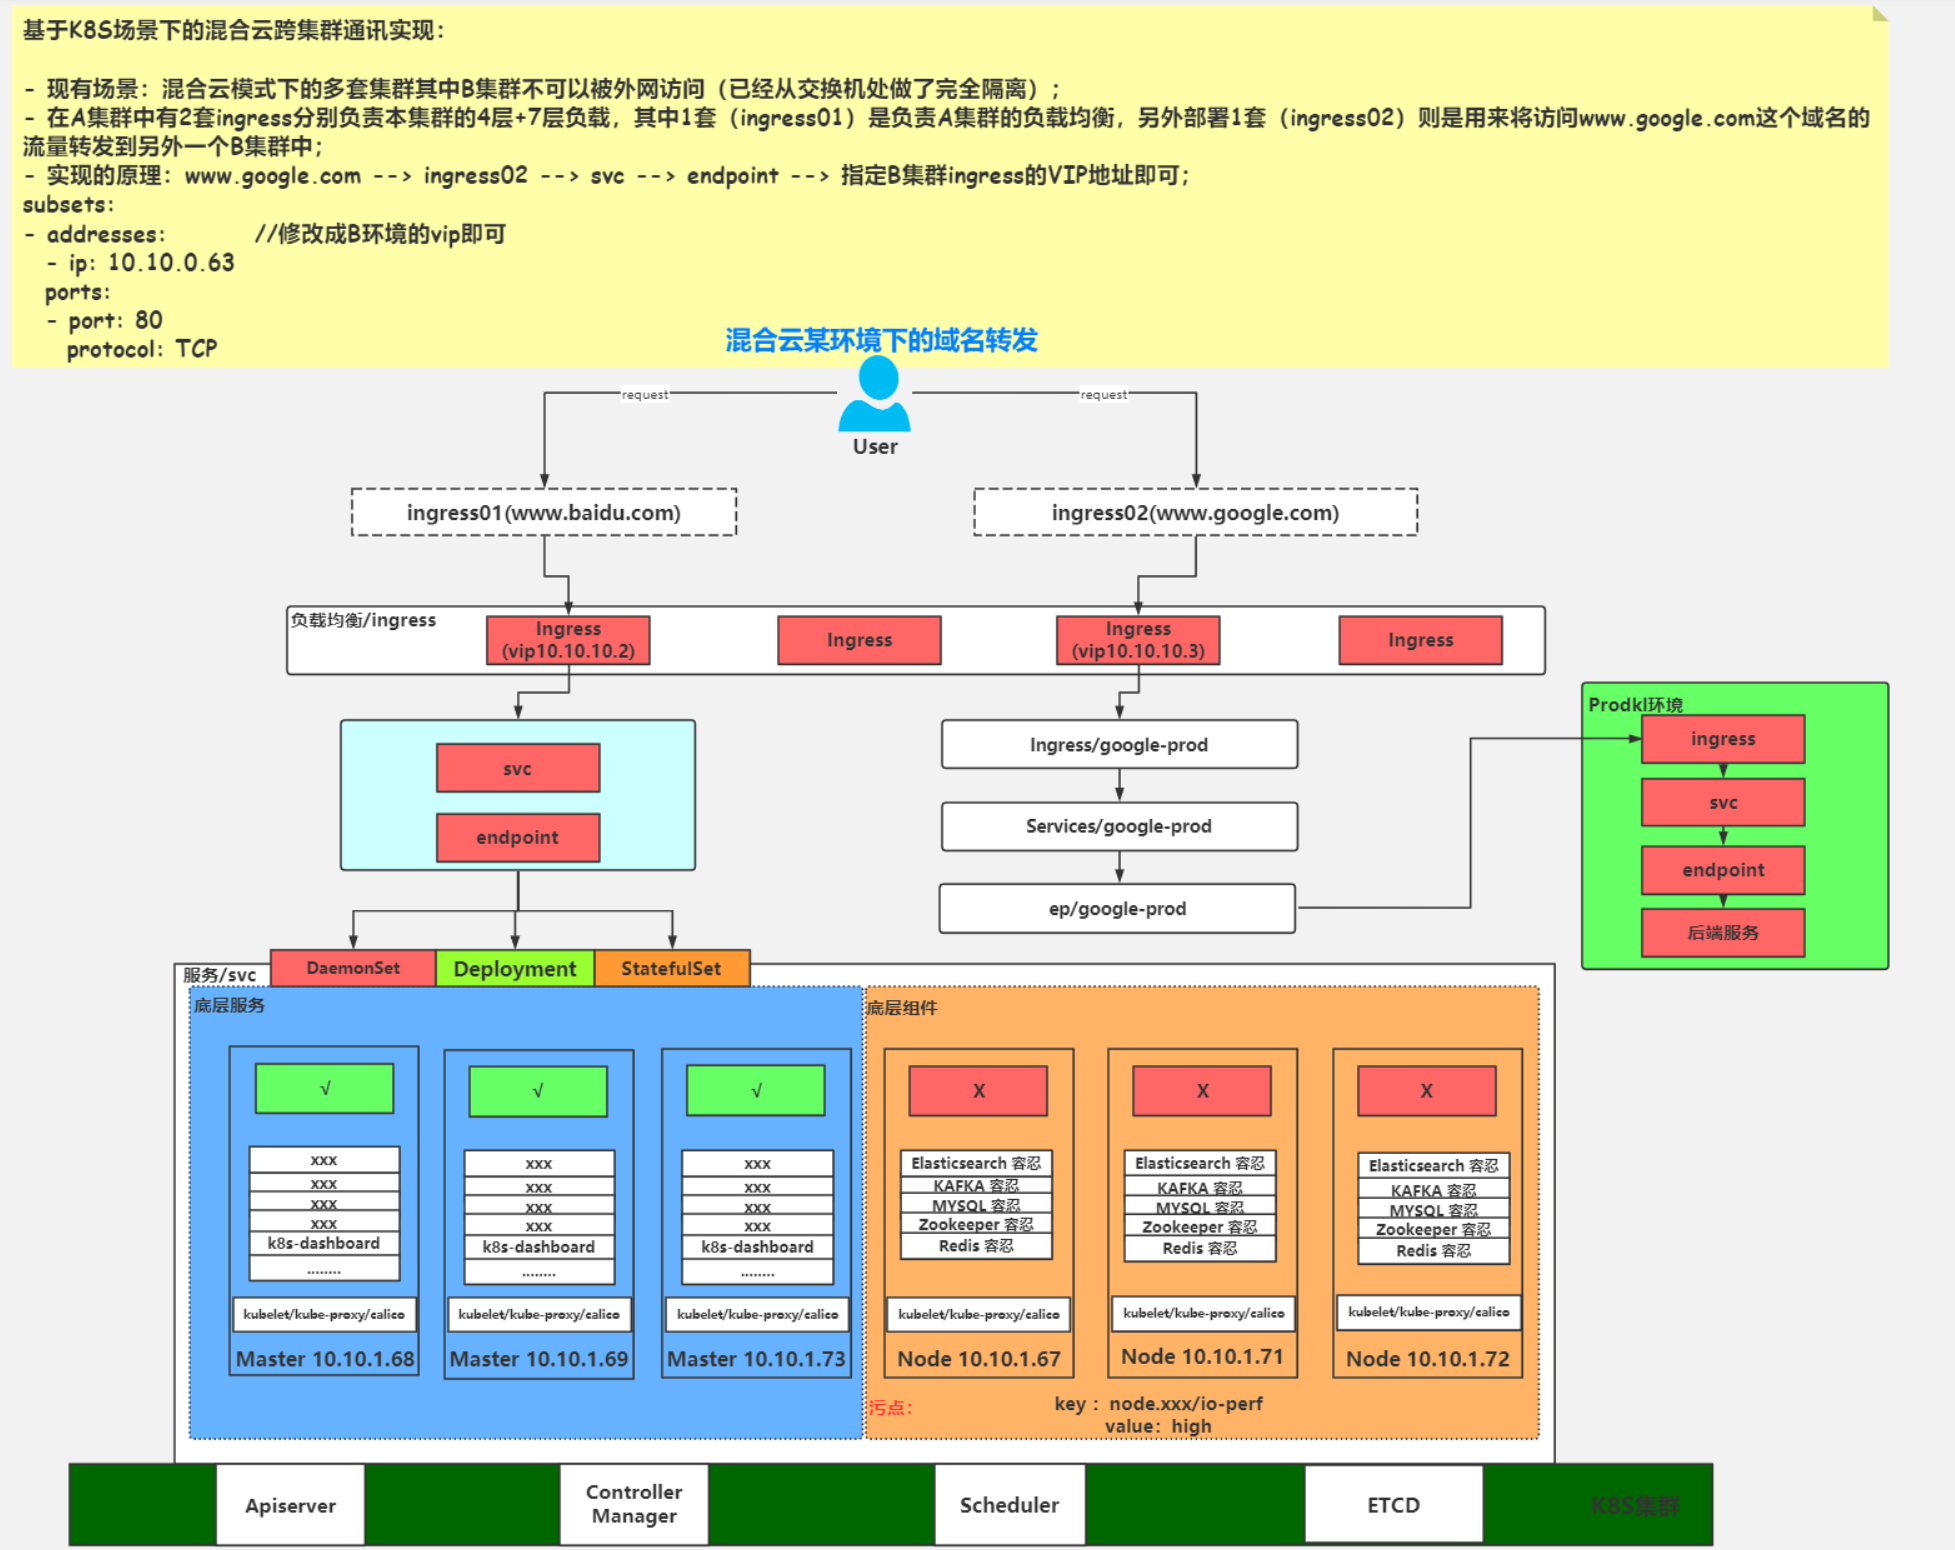 基于K8S场景下的混合云跨集群通讯实现：
- 现有场景：混合云模式下的多套集群其中B集群不可以被外网访问（已经从交换机处做了完全隔离）；
- 在A集群中有2套ingress分别负责本集群的4层+7层负载，其中1套（ingress01）是负责A集群的负载均衡，另外部署1套（ingress02）则是用来将访问www.google.com这个域名的
流量转发到另外一个B集群中；
- 实现的原理：www.google.com --> ingress02 --> svc --> endpoint --> 指定B集群ingress的VIP地址即可；
subsets:
- addresses: //修改成B环境的vip即可
- ip: 10.10.0.63
ports:
- port: 80
protocol: TCP
混合云某环境下的域名转发
request
request
User
ingress01(www.baidu.com)
ingress02(www.google.com)
负载均衡/ingress
Ingress
(vip10.10.10.2)
Ingress
Ingress
(vip10.10.10.3)
Ingress
svc
endpoint
Ingress/google-prod
Services/google-prod
ep/google-prod
Prodkl环境
ingress
svc
endpoint
后端服务
服务/svc
DaemonSet
Deployment
StatefulSet
底层服务
√
xxx
xxx
xxx
xxx
k8s-dashboard
........
kubelet/kube-proxy/calico
Master 10.10.1.68
√
xxx
xxx
xxx
xxx
k8s-dashboard
........
kubelet/kube-proxy/calico
Master 10.10.1.69
√
xxx
xxx
xxx
xxx
k8s-dashboard
........
kubelet/kube-proxy/calico
Master 10.10.1.73
底层组件
X
Elasticsearch 容忍
KAFKA 容忍
MYSQL 容忍
Zookeeper 容忍
Redis 容忍
kubelet/kube-proxy/calico
Node 10.10.1.67
X
Elasticsearch 容忍
KAFKA 容忍
MYSQL 容忍
Zookeeper 容忍
Redis 容忍
kubelet/kube-proxy/calico
Node 10.10.1.71
X
Elasticsearch 容忍
KAFKA 容忍
MYSQL 容忍
Zookeeper 容忍
Redis 容忍
kubelet/kube-proxy/calico
Node 10.10.1.72
污点：
key ：node.xxx/io-perf
value：high
Apiserver
Controller
Manager
Scheduler
ETCD
K8S集群